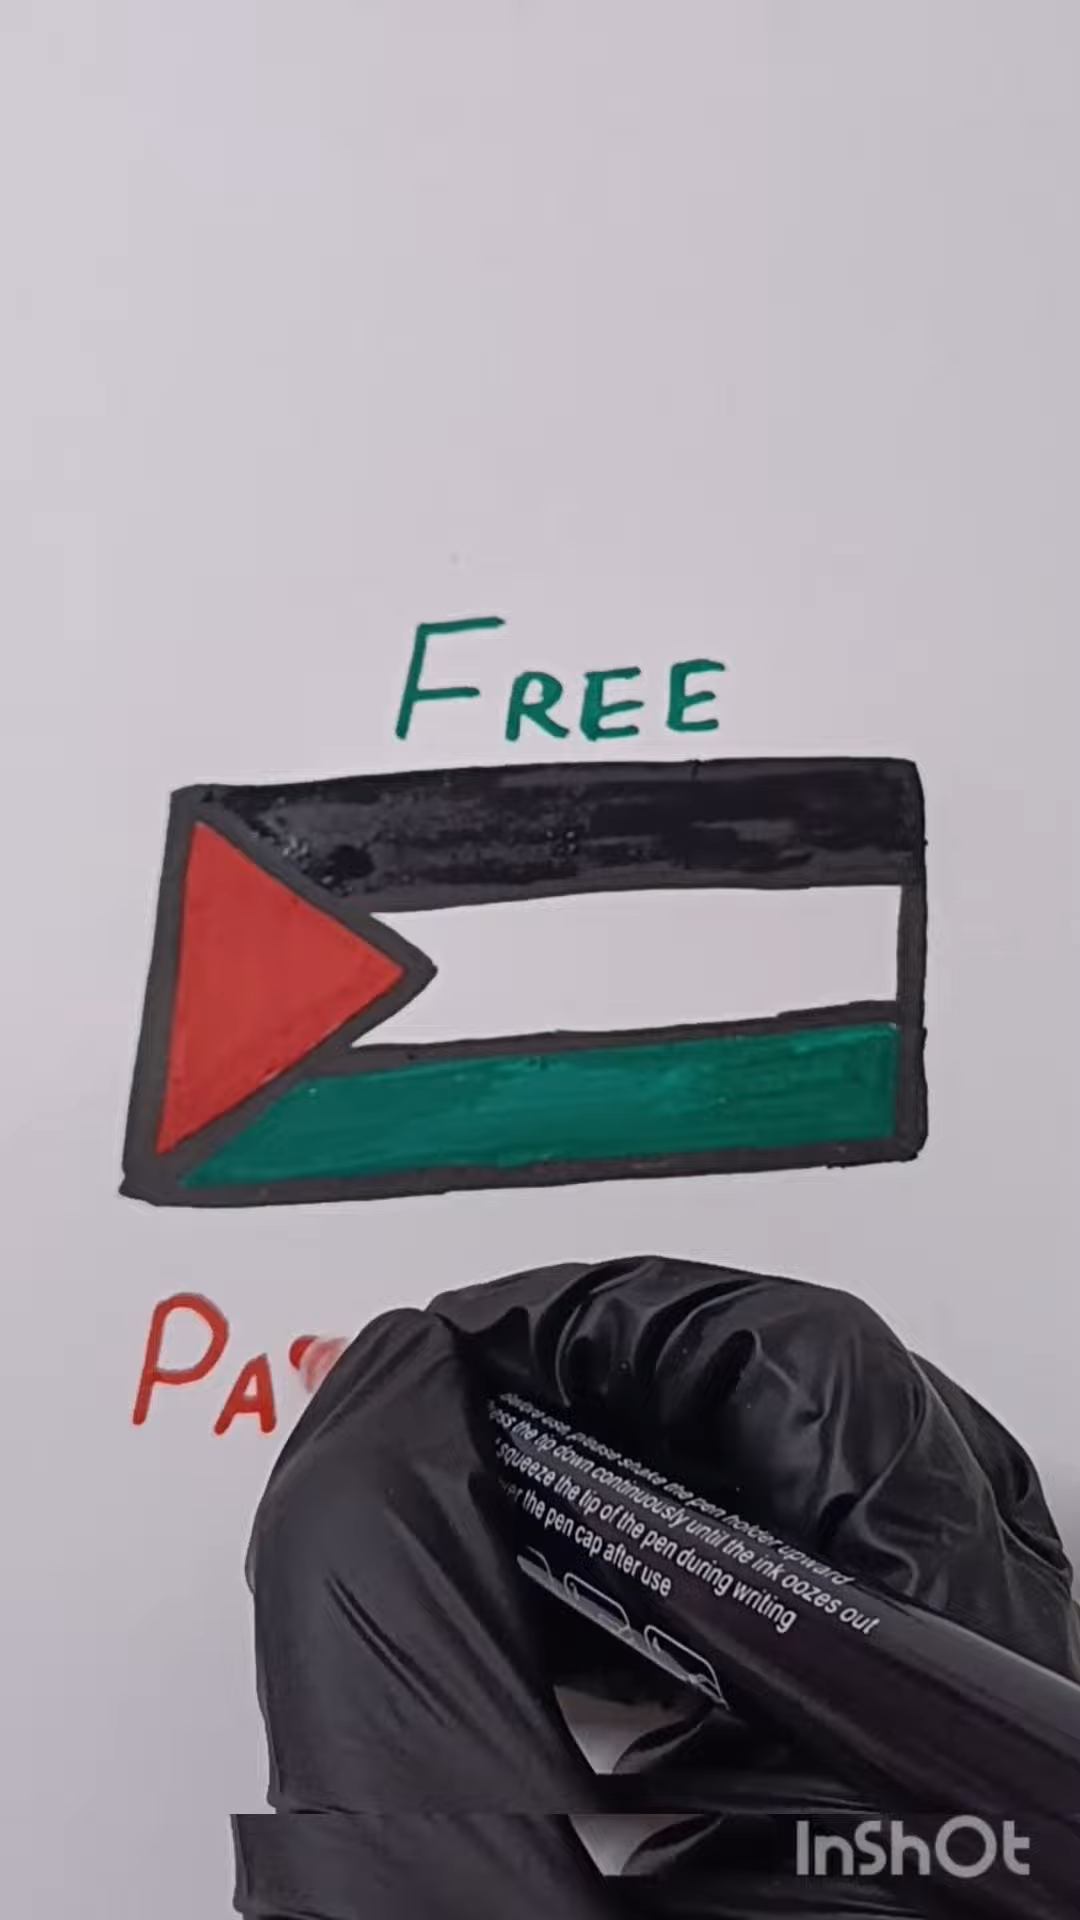 FREE
PA
before use, please shake the pen holder upward
the tip down continuously until the ink oozes out
squeeze the tip of the pen during writing
the pen cap after use
InShOt